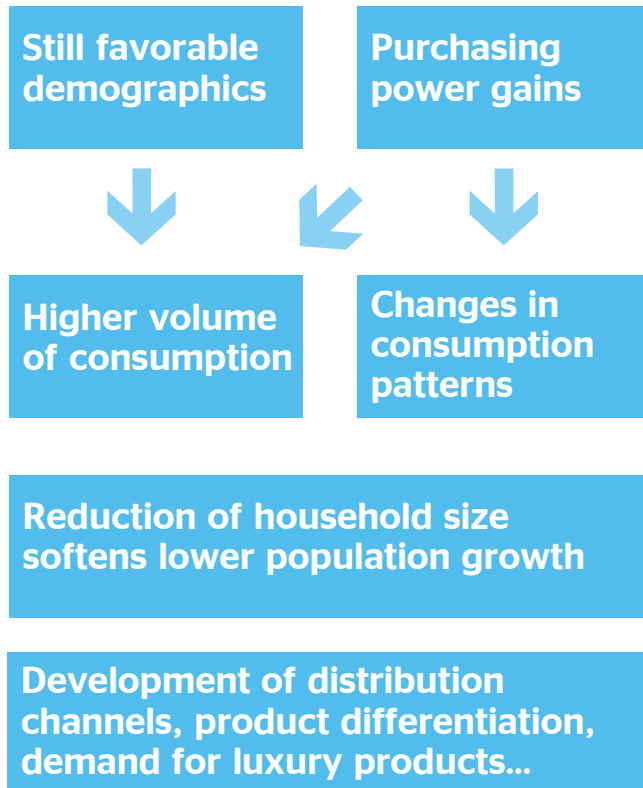 Still favorable
demographics
Purchasing
power gains
Higher volume
of consumption
Changes in
consumption
patterns
Reduction of household size
softens lower population growth
Development of distribution
channels, product differentiation,
demand for luxury products...